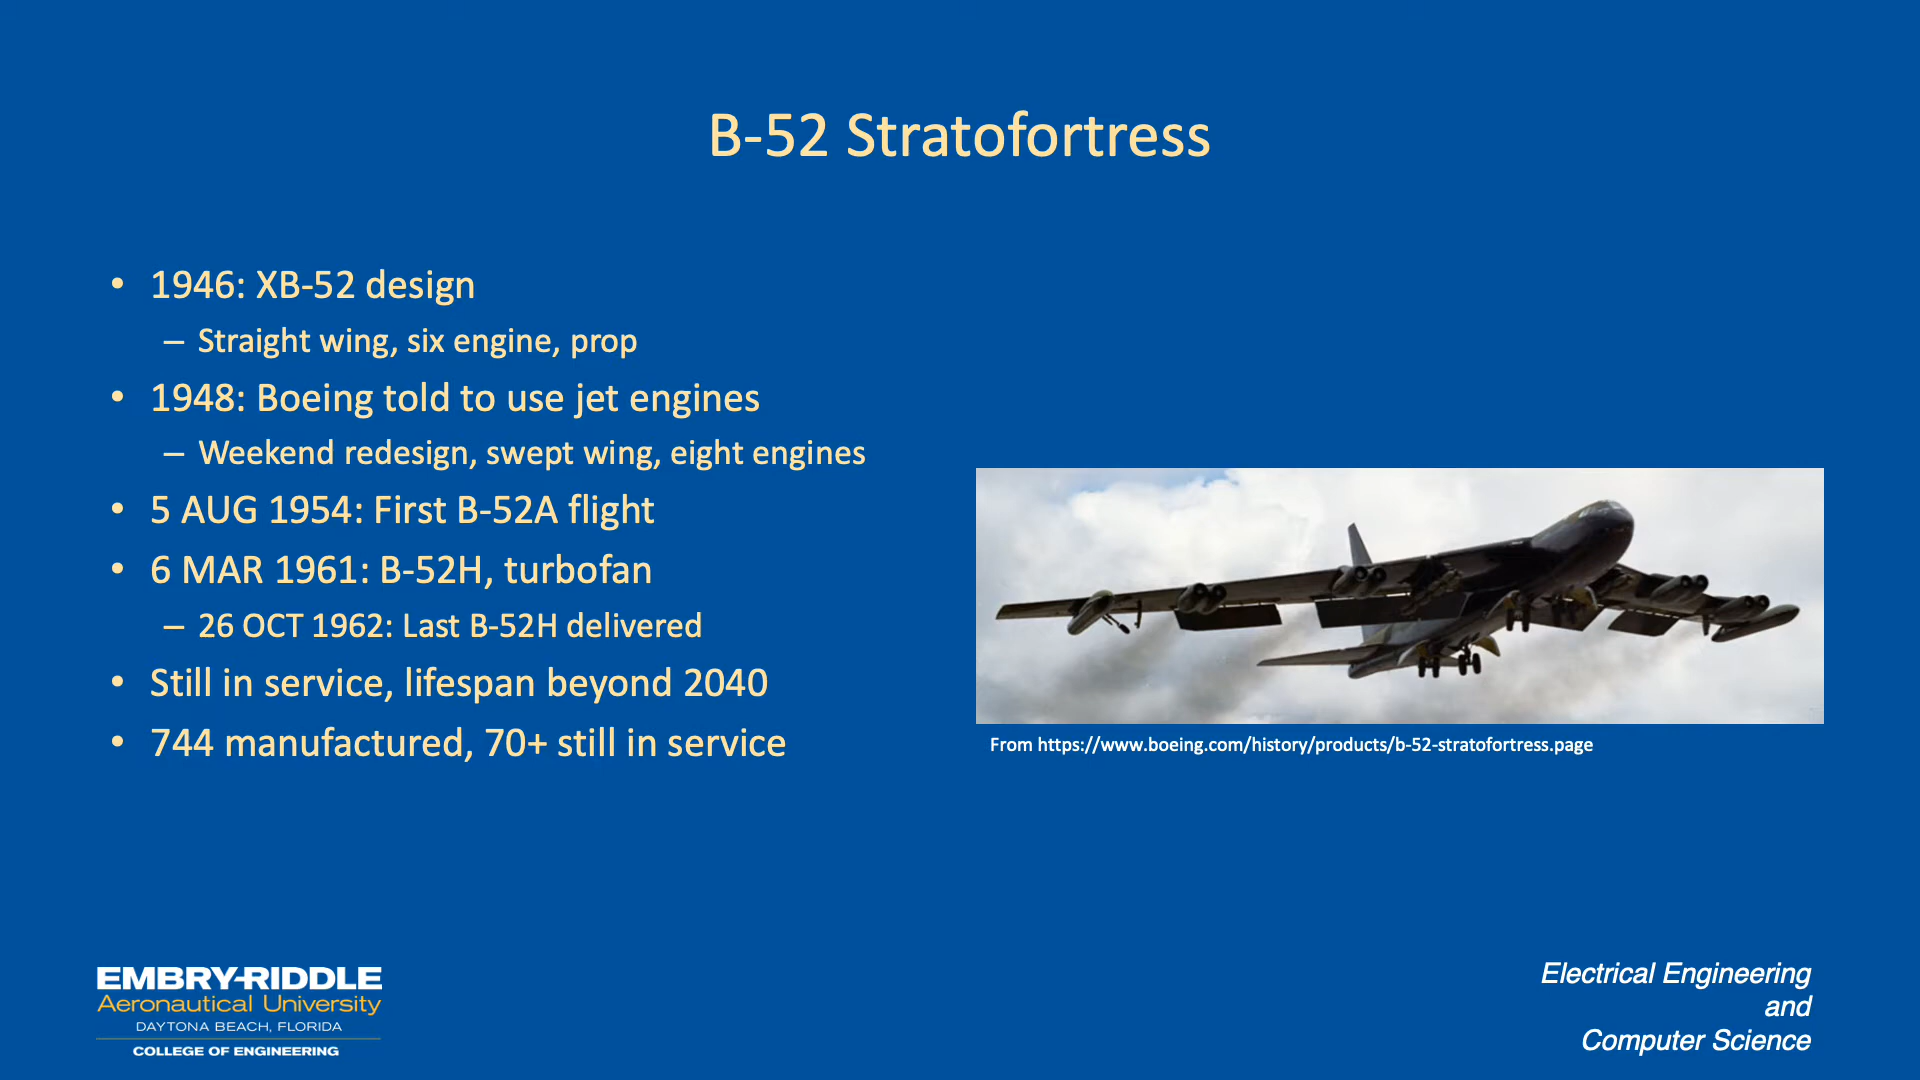 B-52 Stratofortress
• 1946: XB-52 design
– Straight wing, six engine, prop
• 1948: Boeing told to use jet engines
– Weekend redesign, swept wing, eight engines
• 5 AUG 1954: First B-52A flight
• 6 MAR 1961: B-52H, turbofan
– 26 OCT 1962: Last B-52H delivered
• Still in service, lifespan beyond 2040
• 744 manufactured, 70+ still in service
From https://www.boeing.com/history/products/b-52-stratofortress.page
EMBRY-RIDDLE
Aeronautical University
DAYTONA BEACH, FLORIDA
COLLEGE OF ENGINEERING
Electrical Engineering
and
Computer Science